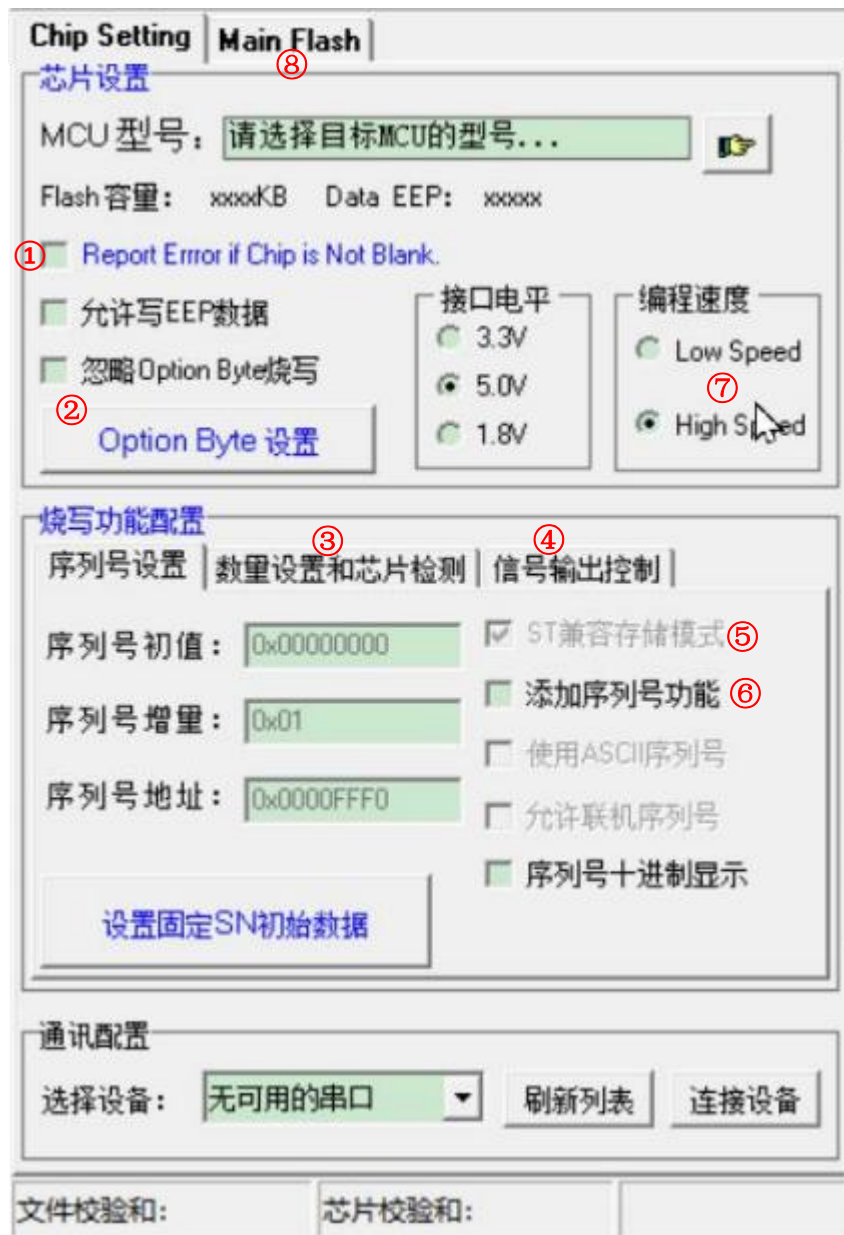 Chip Setting Main Flash
⑧
芯片设置
MCU 型号： 请选择目标MCU的型号...
Flash 容量： xxxxKB Data EEP： xxxxx
① Report Errror if Chip is Not Blank.
允许写EEP数据
接口电平
编程速度
3.3V
Low Speed
忽略Option Byte烧写
5.0V
⑦
②
Option Byte 设置
1.8V
High Speed
烧写功能配置
③ ④
序列号设置 数里设置和芯片检测 信号输出控制
序列号初值： 0x00000000
ST兼容存储模式 ⑤
添加序列号功能 ⑥
序列号增里： 0x01
使用ASCII序列号
序列号地址： 0x0000FFF0
允许联机序列号
序列号十进制显示
设置固定SN初始数据
通讯配置
选择设备： 无可用的串口 刷新列表 连接设备
文件校验和： 芯片校验和：